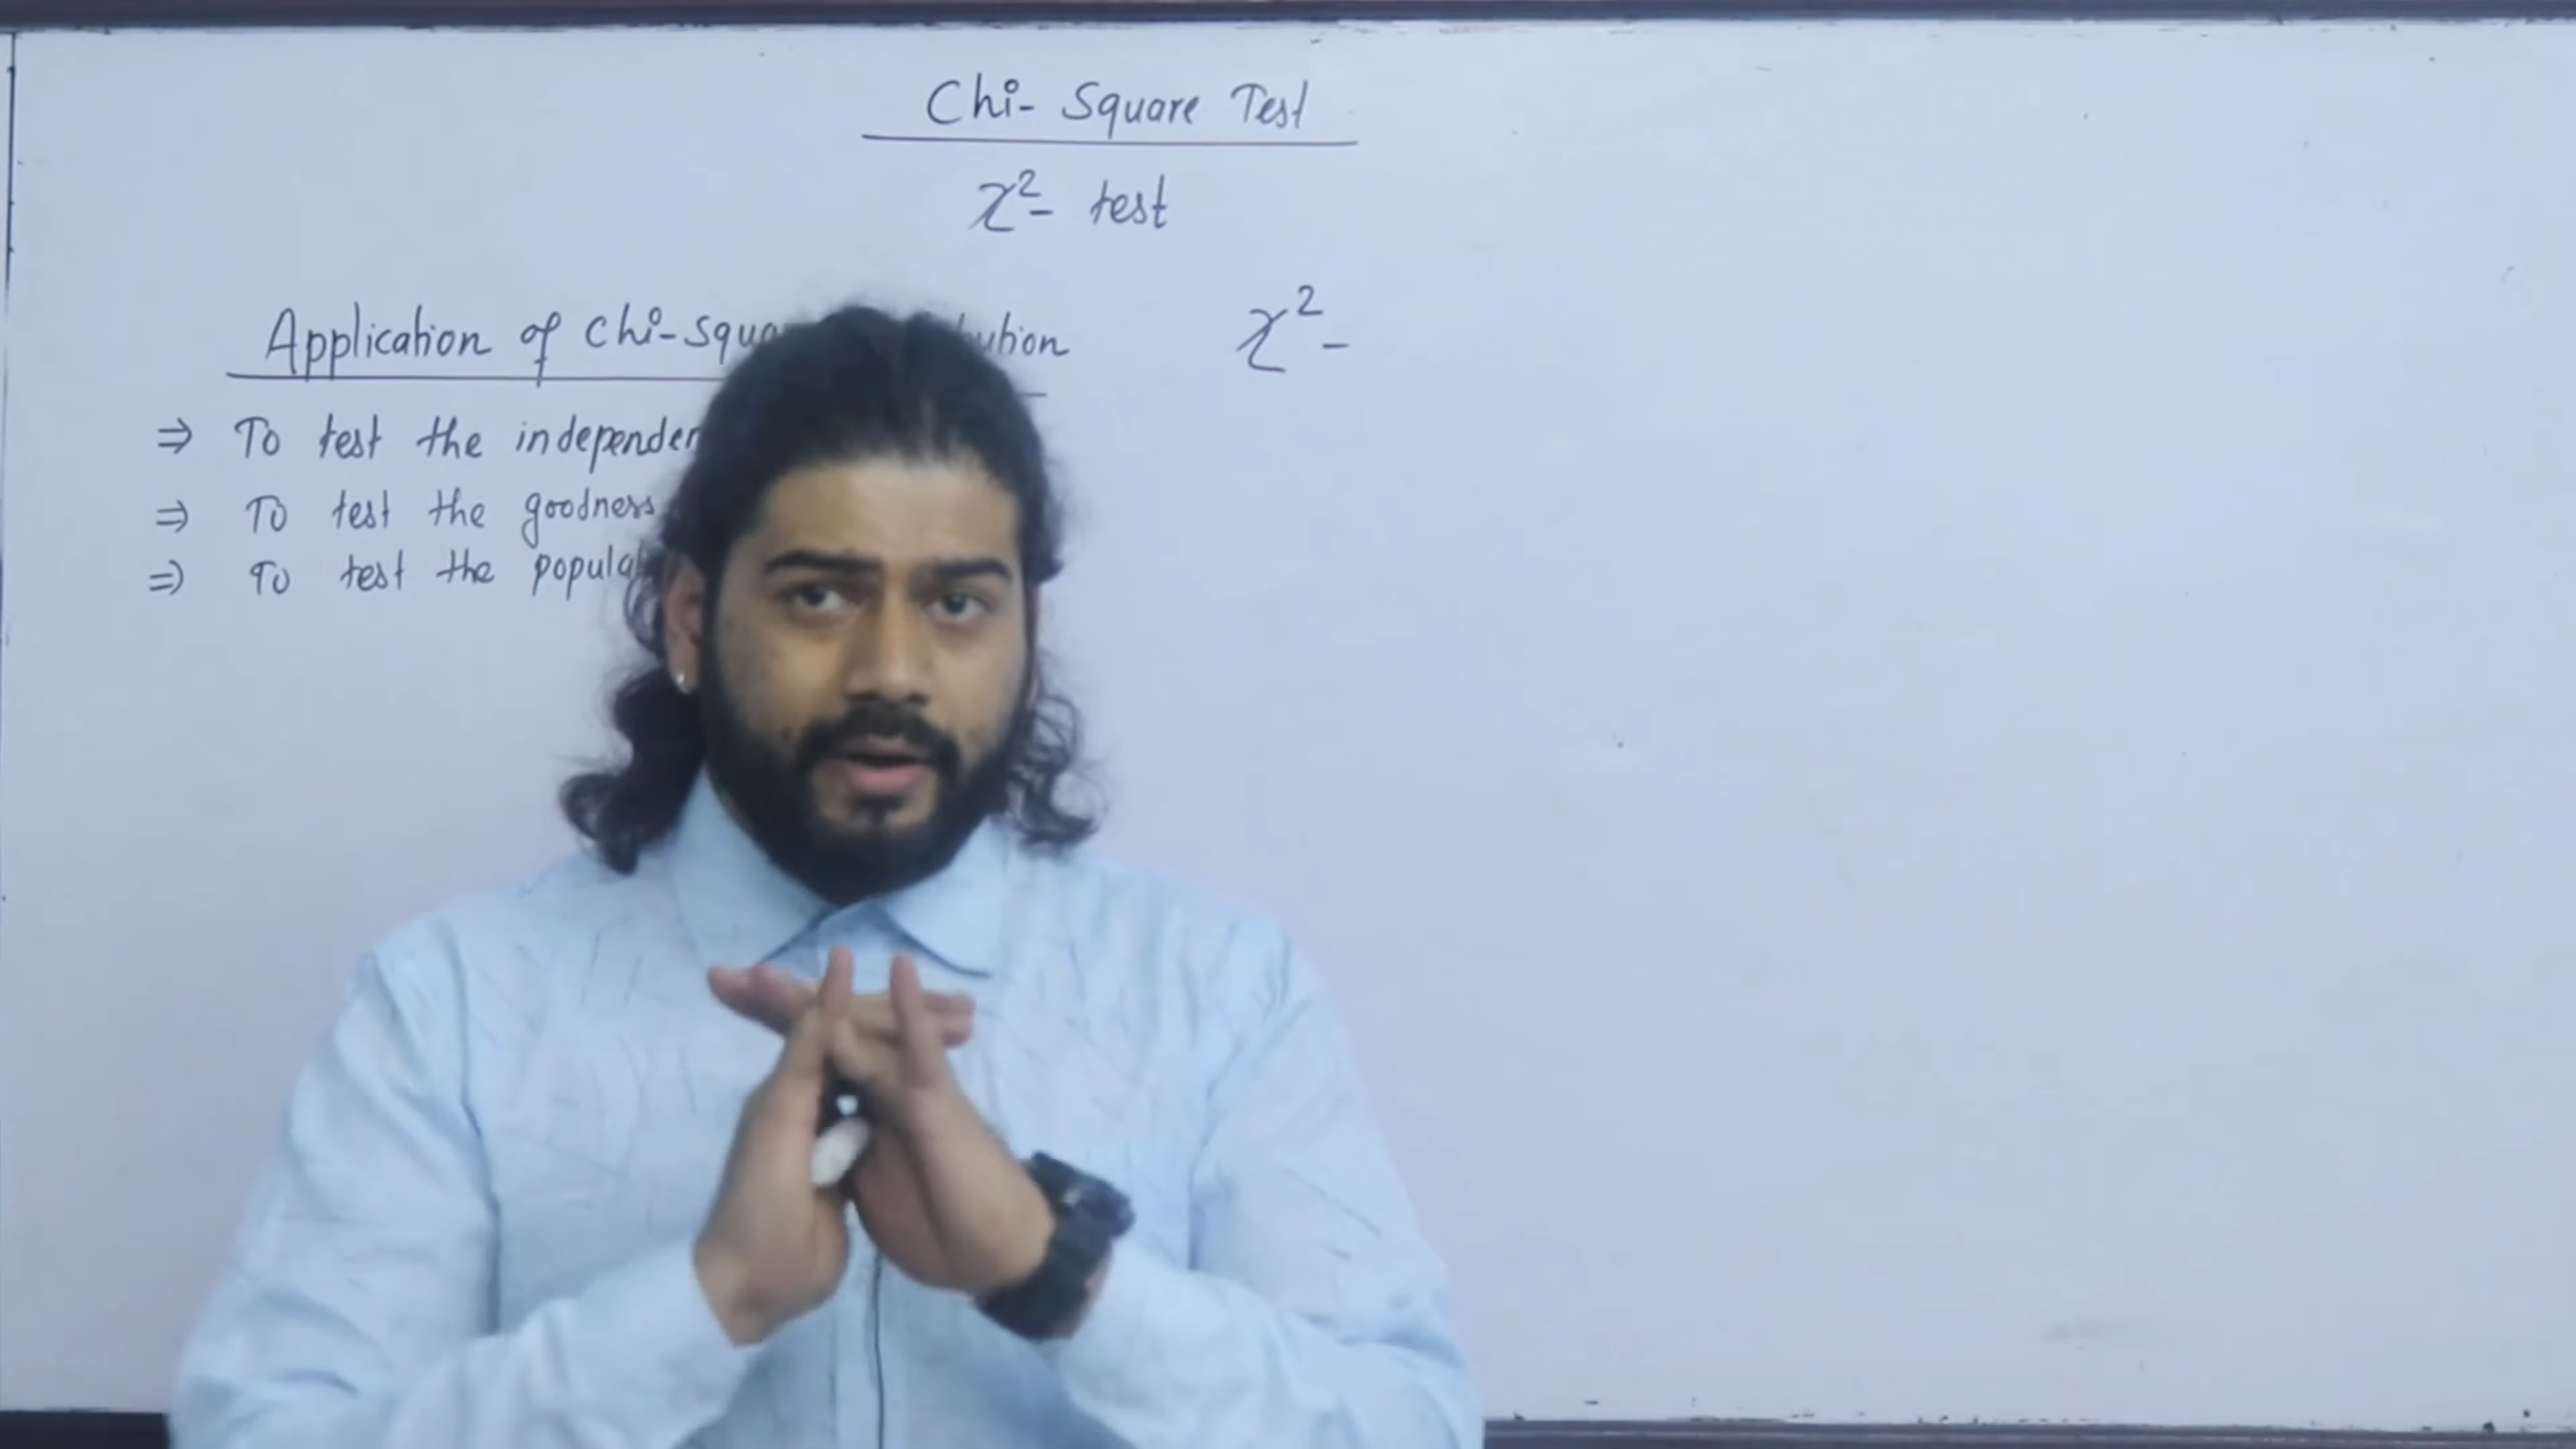 Chi- Square Test
χ²- test
Application of Chi-Squa
χ²-
⇒ To test the independen
⇒ To test the goodness
⇒ To test the populat